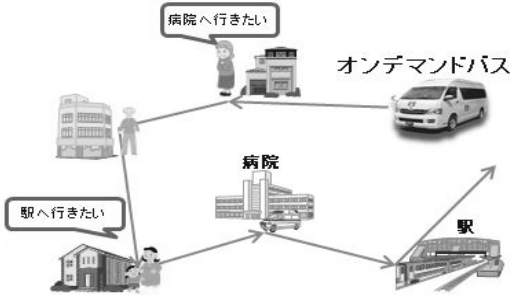 病院へ行きたい
オンデマンドバス
病院
駅へ行きたい
駅